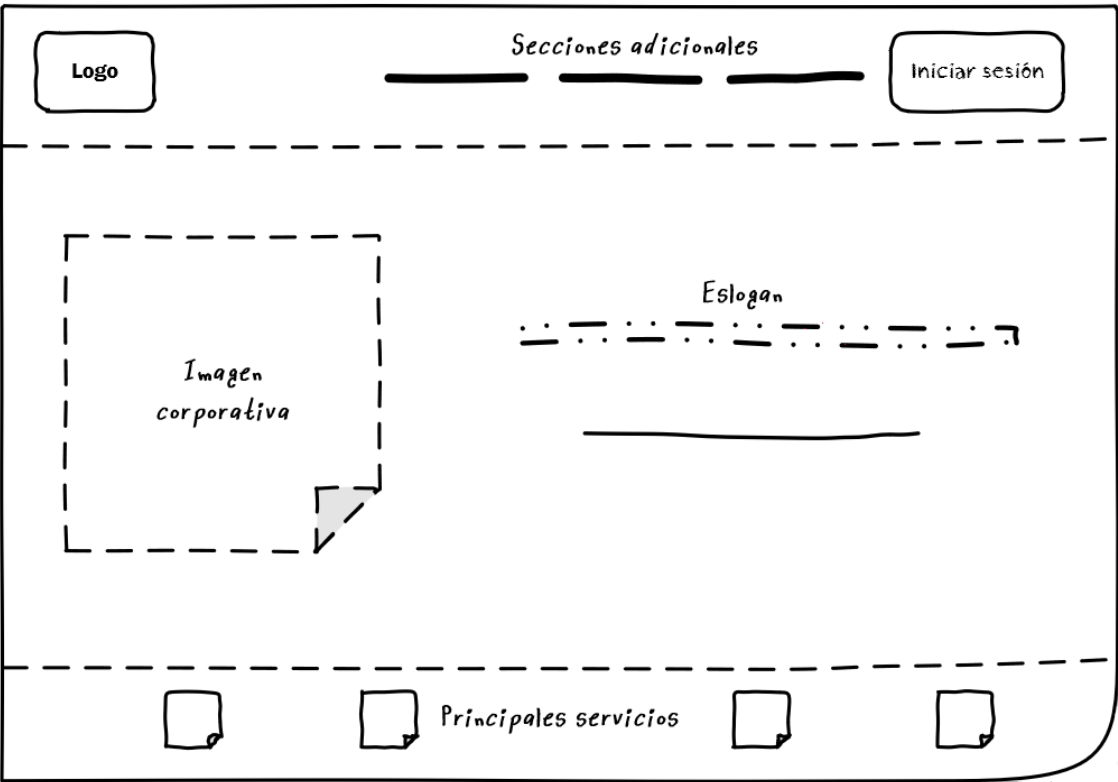 Logo
Secciones adicionales
Iniciar sesión
Eslogan
Imagen
corporativa
Principales servicios